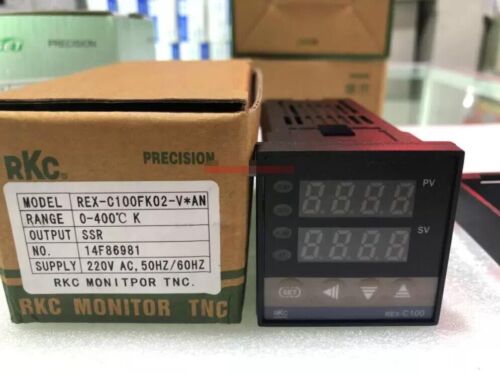 CET PRECISION
RKC PRECISION
MODEL REX-C100FK02-V*AN
RANGE 0-400℃ K
OUTPUT SSR
NO. 14F86981
SUPPLY 220V AC, 50HZ/60HZ
RKC MONITPOR TNC.
RKC MONITOR TNC
8888 PV
8888 SV
SET
RKC REX-C100